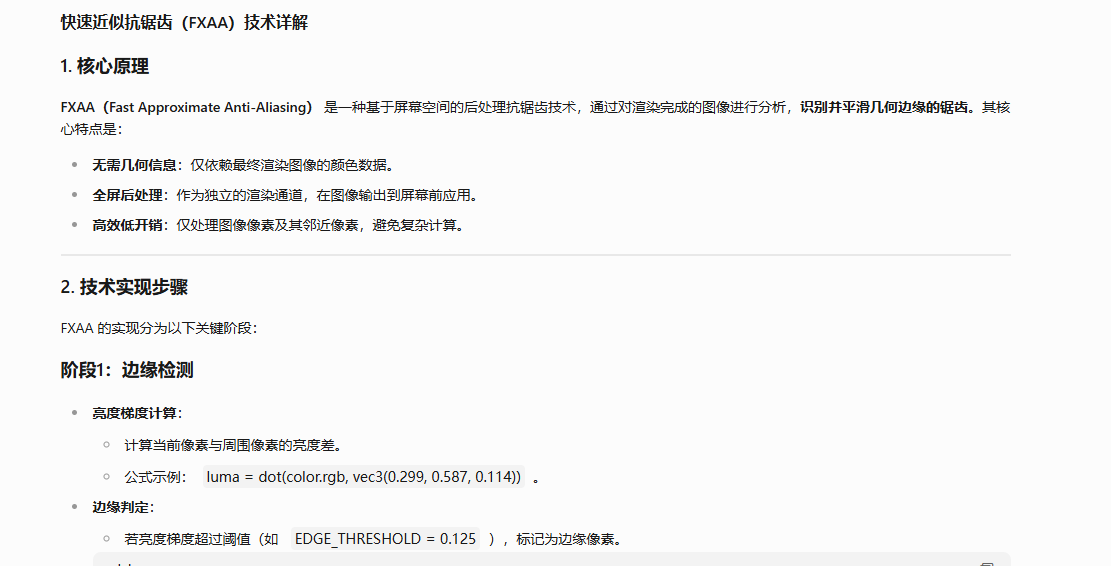 快速近似抗锯齿（FXAA）技术详解
1. 核心原理
FXAA（Fast Approximate Anti-Aliasing） 是一种基于屏幕空间的后处理抗锯齿技术，通过对渲染完成的图像进行分析，识别并平滑几何边缘的锯齿。其核
心特点是：
无需几何信息：仅依赖最终渲染图像的颜色数据。
全屏后处理：作为独立的渲染通道，在图像输出到屏幕前应用。
高效低开销：仅处理图像像素及其邻近像素，避免复杂计算。
2. 技术实现步骤
FXAA 的实现分为以下关键阶段：
阶段1：边缘检测
亮度梯度计算：
计算当前像素与周围像素的亮度差。
公式示例： luma = dot(color.rgb, vec3(0.299, 0.587, 0.114)) 。
边缘判定：
若亮度梯度超过阈值（如 EDGE_THRESHOLD = 0.125 ），标记为边缘像素。